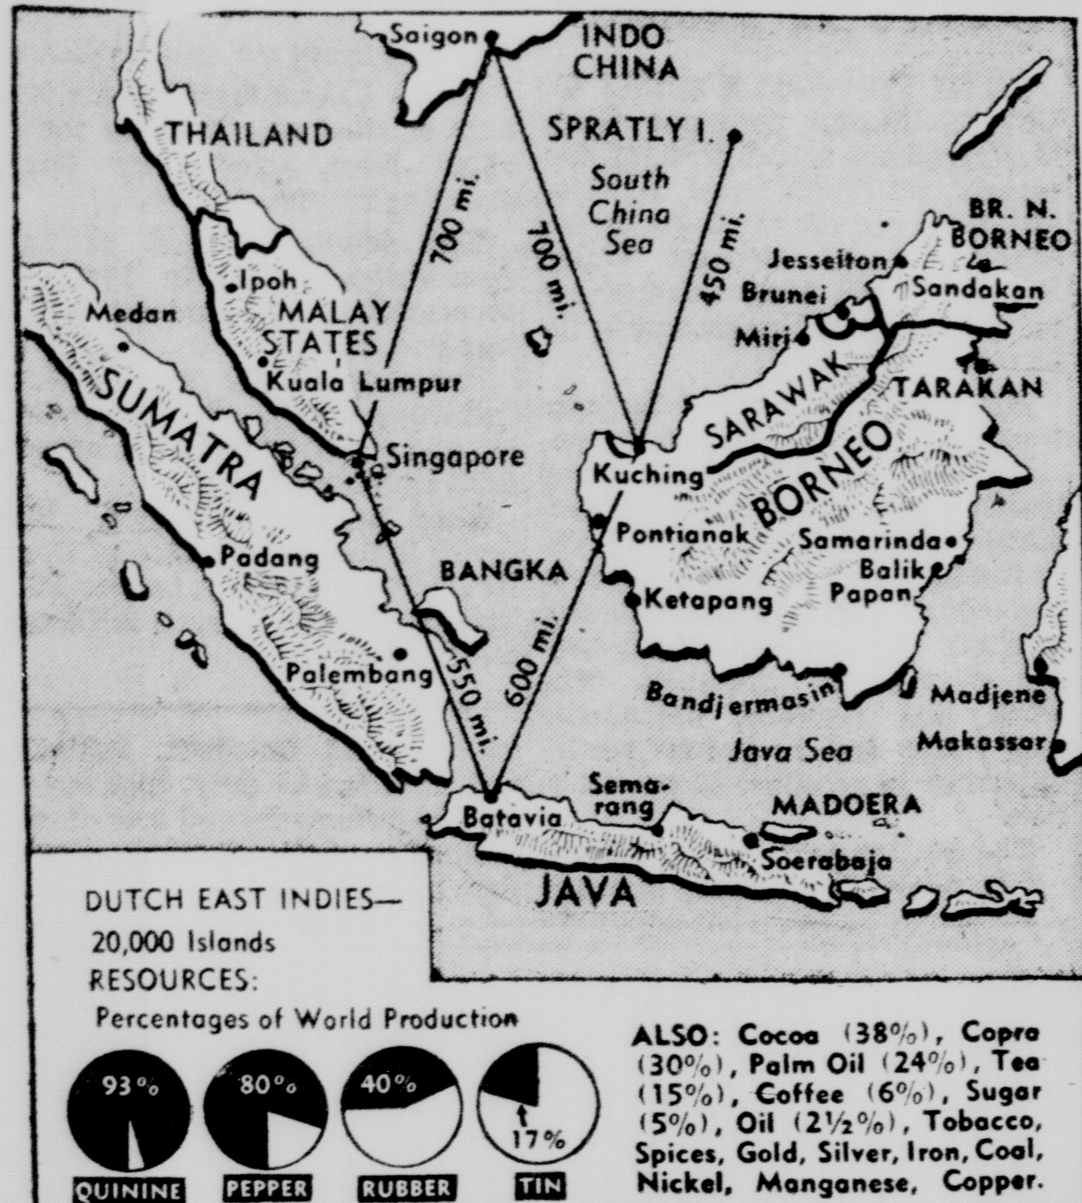 Saigon
INDO
CHINA
THAILAND
SPRATLY I.
South
China
Sea
700 mi.
700 mi.
450 mi.
BR. N.
BORNEO
Jesselton
Sandakan
Brunei
Miri
Ipoh
Medan
MALAY
STATES
Kuala Lumpur
SUMATRA
SARAWAK
TARAKAN
Singapore
Kuching
BORNEO
Padang
BANGKA
Pontianak
Samarinda
Balik
Papan
Ketapang
Palembang
550 mi.
600 mi.
Bandjermasin
Madjene
Makassar
Java Sea
Batavia
Sema-
rang
MADOERA
Soerabaja
JAVA
DUTCH EAST INDIES—
20,000 Islands
RESOURCES:
Percentages of World Production
93%
80%
40%
17%
QUININE
PEPPER
RUBBER
TIN
ALSO: Cocoa (38%), Copra
(30%), Palm Oil (24%), Tea
(15%), Coffee (6%), Sugar
(5%), Oil (2½%), Tobacco,
Spices, Gold, Silver, Iron, Coal,
Nickel, Manganese, Copper.